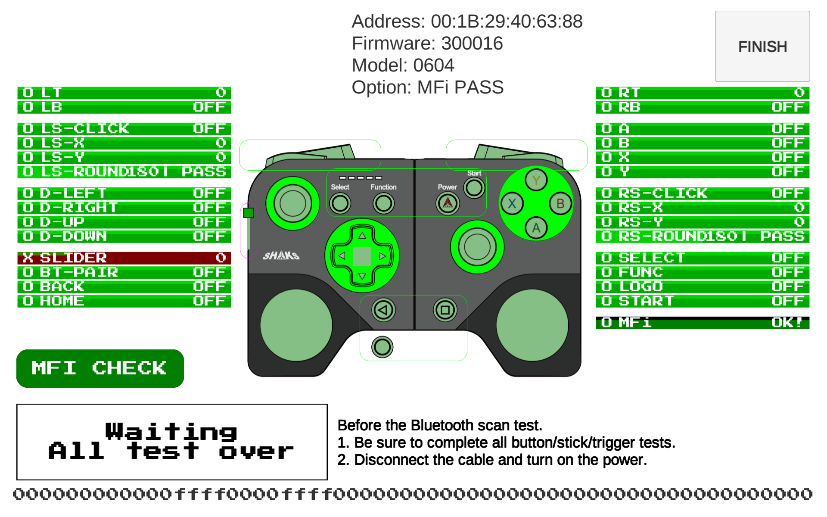 Address: 00:1B:29:40:63:88
Firmware: 300016
Model: 0604
Option: MFi PASS
FINISH
O LT 0
O LB OFF
O LS-CLICK OFF
O LS-X 0
O LS-Y 0
O LS-ROUND180| PASS
O D-LEFT OFF
O D-RIGHT OFF
O D-UP OFF
O D-DOWN OFF
X SLIDER 0
O BT-PAIR OFF
O BACK OFF
O HOME OFF
Select
Function
Power
Start
Y
X
B
A
SHAKS
O RT 0
O RB OFF
O A OFF
O B OFF
O X OFF
O Y OFF
O RS-CLICK OFF
O RS-X 0
O RS-Y 0
O RS-ROUND180| PASS
O SELECT OFF
O FUNC OFF
O LOGO OFF
O START OFF
O MFi OK!
MFI CHECK
Waiting
All test over
Before the Bluetooth scan test.
1. Be sure to complete all button/stick/trigger tests.
2. Disconnect the cable and turn on the power.
000000000000ffff0000ffff000000000000000000000000000000000000